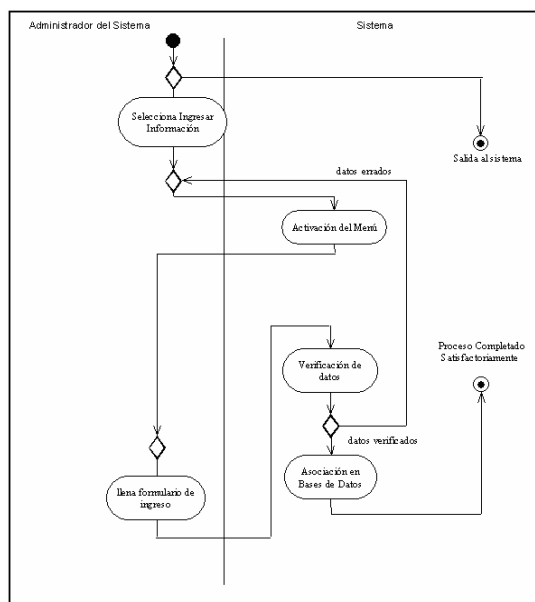 Administrador del Sistema
Sistema
Selecciona Ingresar
Información
Salida al sistema
datos errados
Activación del Menú
Proceso Completado
Satisfactoriamente
Verificación de
datos
datos verificados
Asociación en
Bases de Datos
llena formulario de
ingreso